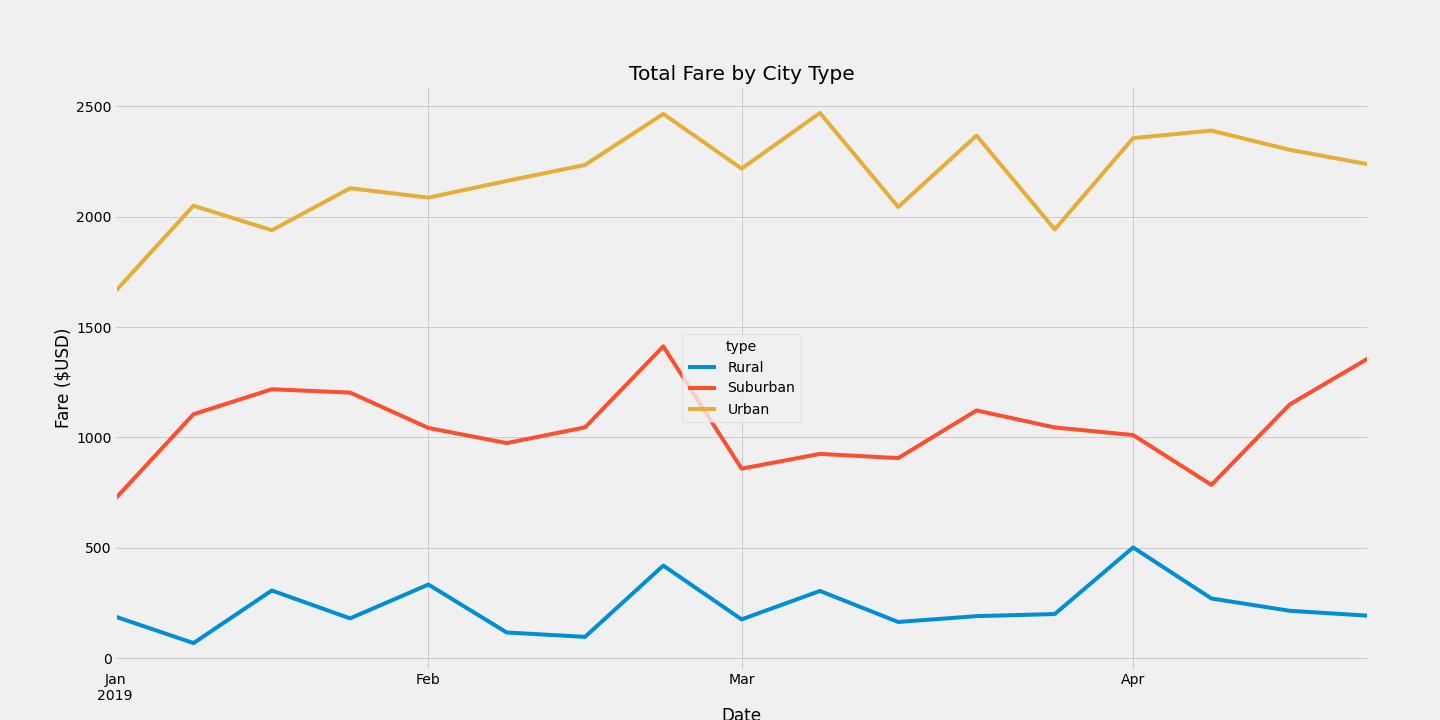 Total Fare by City Type
2500
2000
1500
1000
500
0
Fare ($USD)
type
Rural
Suburban
Urban
Jan Feb Mar Apr
2019
Date